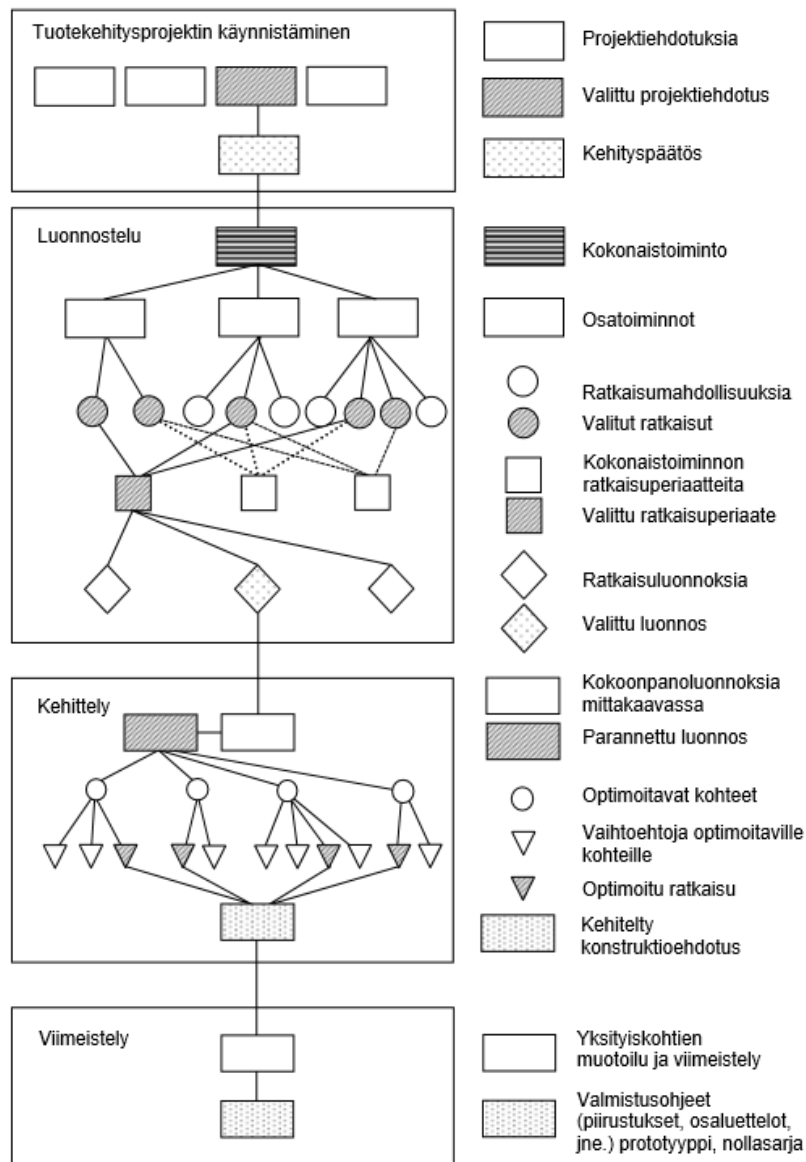 Tuotekehitysprojektin käynnistäminen
Projektiehdotuksia
Valittu projektiehdotus
Kehityspäätös
Luonnostelu
Kokonaistoiminto
Osatoiminnot
Ratkaisumahdollisuuksia
Valitut ratkaisut
Kokonaistoiminnon
ratkaisuperiaatteita
Valittu ratkaisuperiaate
Ratkaisuluonnoksia
Valittu luonnos
Kehittely
Kokoonpanoluonnoksia
mittakaavassa
Parannettu luonnos
Optimoitavat kohteet
Vaihtoehtoja optimoitaville
kohteille
Optimoitu ratkaisu
Kehitelty
konstruktioehdotus
Viimeistely
Yksityiskohtien
muotoilu ja viimeistely
Valmistusohjeet
(piirustukset, osaluettelot,
jne.) prototyyppi, nollasarja